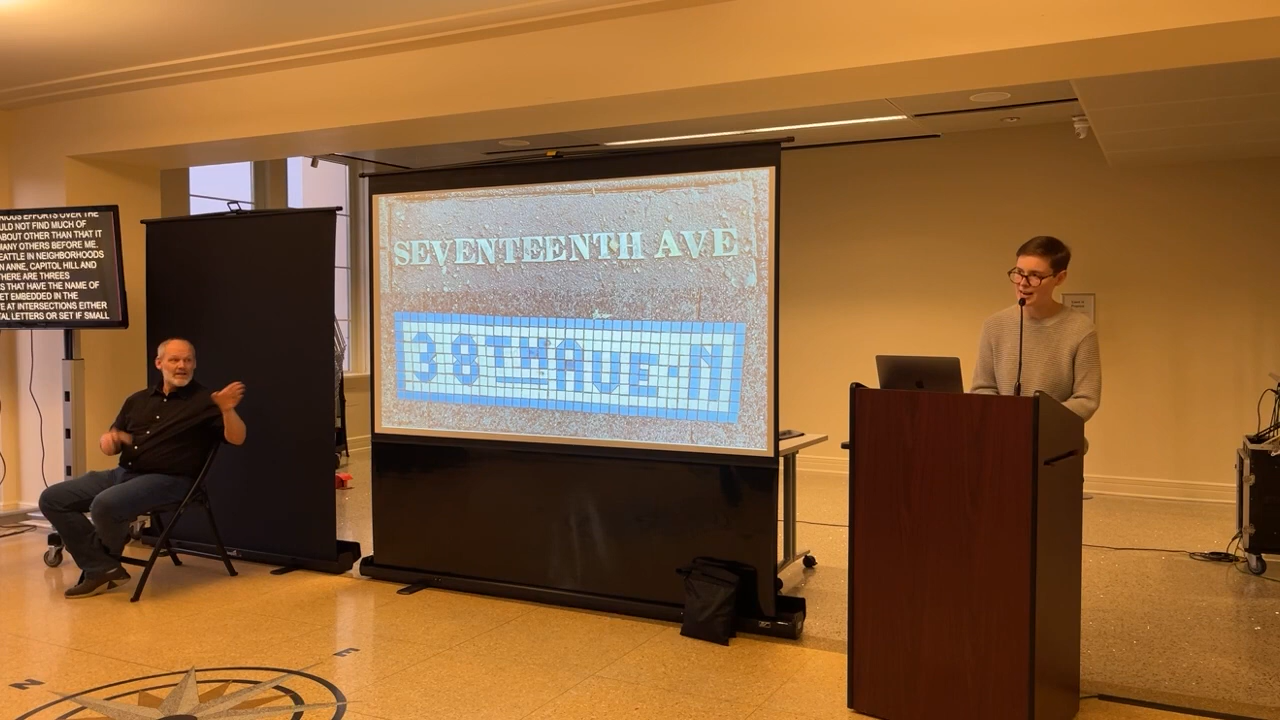 RIOUS EFFORTS OVER THE
ULD NOT FIND MUCH OF
ABOUT OTHER THAN THAT IT
MANY OTHERS BEFORE ME.
EATTLE IN NEIGHBORHOODS
N ANNE, CAPITOL HILL AND
THERE ARE THREES
S THAT HAVE THE NAME OF
ET EMBEDDED IN THE
E AT INTERSECTIONS EITHER
TAL LETTERS OR SET IF SMALL
SEVENTEENTH AVE.
38TH AVE·N
N
E